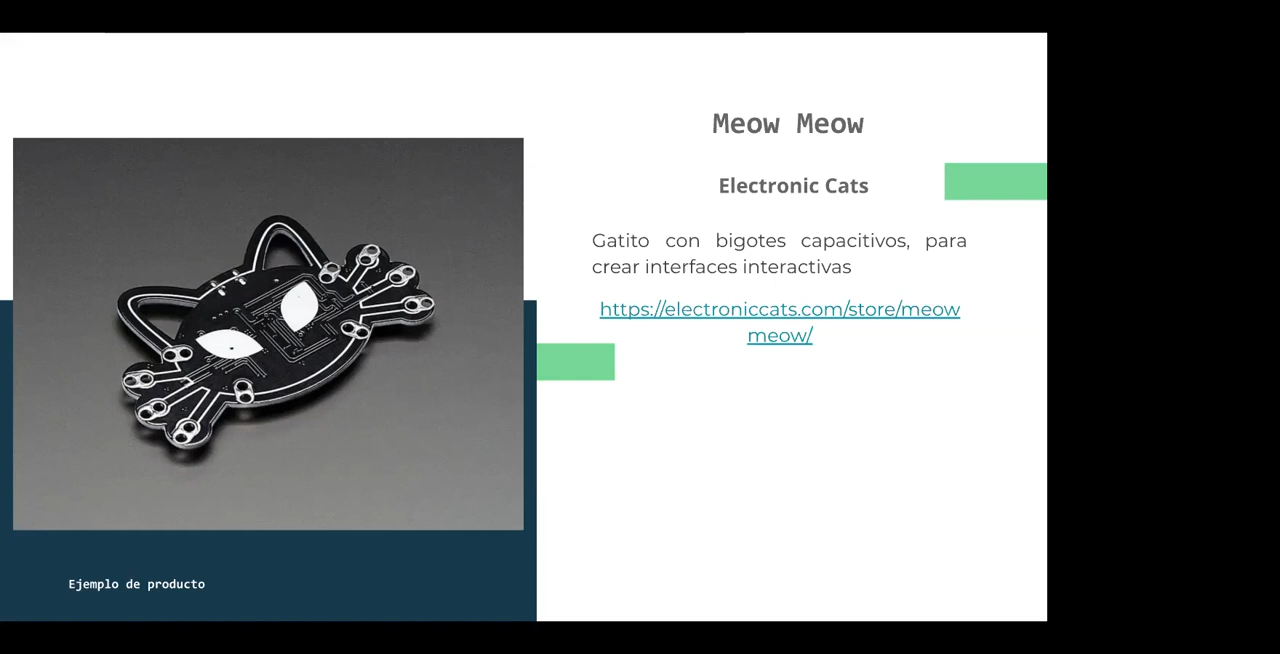 Meow Meow
Electronic Cats
Gatito con bigotes capacitivos, para
crear interfaces interactivas
https://electroniccats.com/store/meow
meow/
Ejemplo de producto